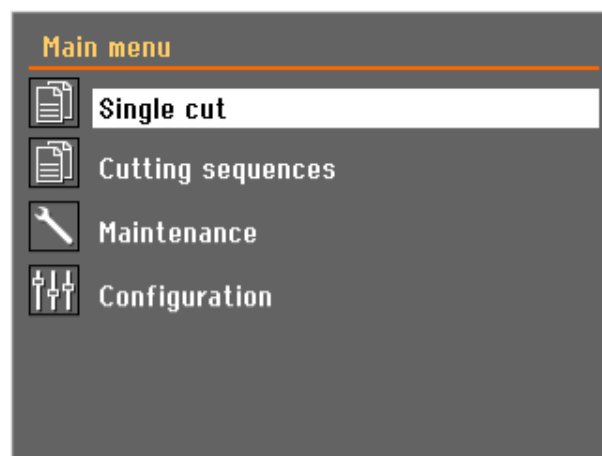 Main menu
Single cut
Cutting sequences
Maintenance
Configuration